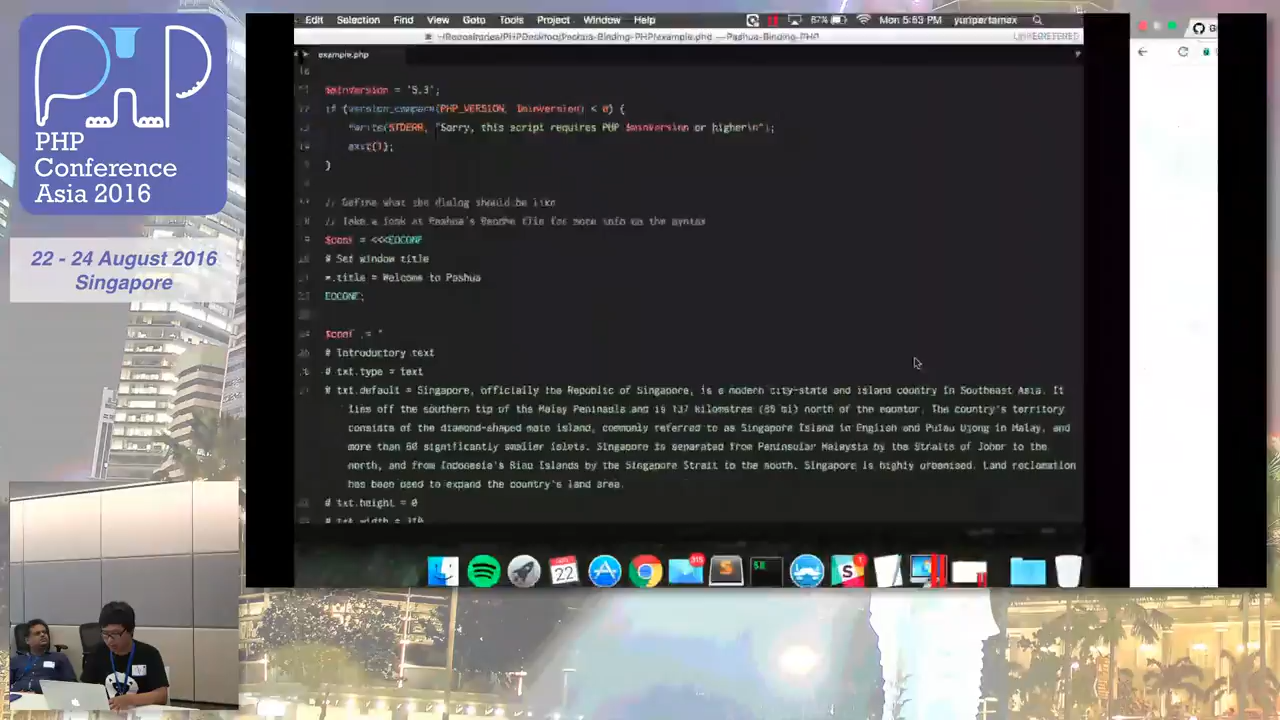 PHP
Conference
Asia 2016
22 - 24 August 2016
Singapore
Edit Selection Find View Goto Tools Project Window Help
87% Mon 5:53 PM yuripertamax
example.php
$minversion = '5.3';
if (version_compare(PHP_VERSION, $minversion) < 0) {
fwrite(STDERR, "Sorry, this script requires PHP $minversion or higher\n");
exit(1);
}
// Define what the dialog should be like
// Take a look at Pashua's Readme file for more info on the syntax
$conf = <<<EOCONF
# Set window title
*.title = Welcome to Pashua
EOCONF;
$conf .= "
# Introductory text
# txt.type = text
# txt.default = Singapore, officially the Republic of Singapore, is a modern city-state and island country in Southeast Asia. It
lies off the southern tip of the Malay Peninsula and is 137 kilometres (85 mi) north of the equator. The country's territory
consists of the diamond-shaped main island, commonly referred to as Singapore Island in English and Pulau Ujong in Malay, and
more than 60 significantly smaller islets. Singapore is separated from Peninsular Malaysia by the Straits of Johor to the
north, and from Indonesia's Riau Islands by the Singapore Strait to the south. Singapore is highly urbanised. Land reclamation
has been used to expand the country's land area.
# txt.height = 0
# txt.width = 310